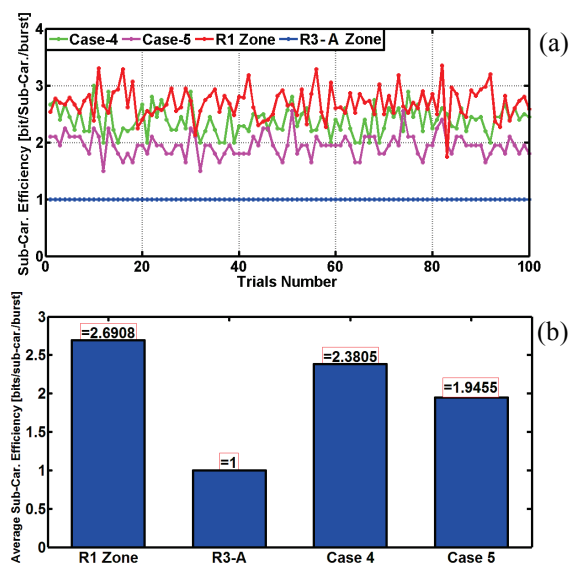 (a)
Case-4 Case-5 R1 Zone R3-A Zone
Sub-Car. Efficiency [bit/Sub-Car./burst]
4
3
2
1
0
0 20 40 60 80 100
Trials Number
(b)
Average Sub-Car. Efficiency [bits/sub-car./burst]
3
2.5
2
1.5
1
0.5
0
=2.6908
=1
=2.3805
=1.9455
R1 Zone R3-A Case 4 Case 5